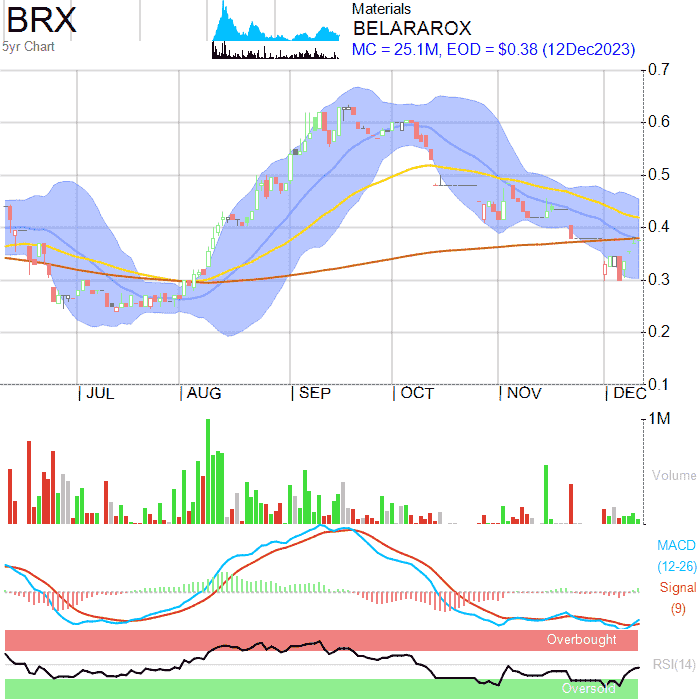 BRX
5yr Chart
Materials
BELARAROX
MC = 25.1M, EOD = $0.38 (12Dec2023)
0.7
0.6
0.5
0.4
0.3
0.2
0.1
JUL
AUG
SEP
OCT
NOV
DEC
1M
Volume
MACD
(12-26)
Signal
(9)
Overbought
RSI(14)
Oversold